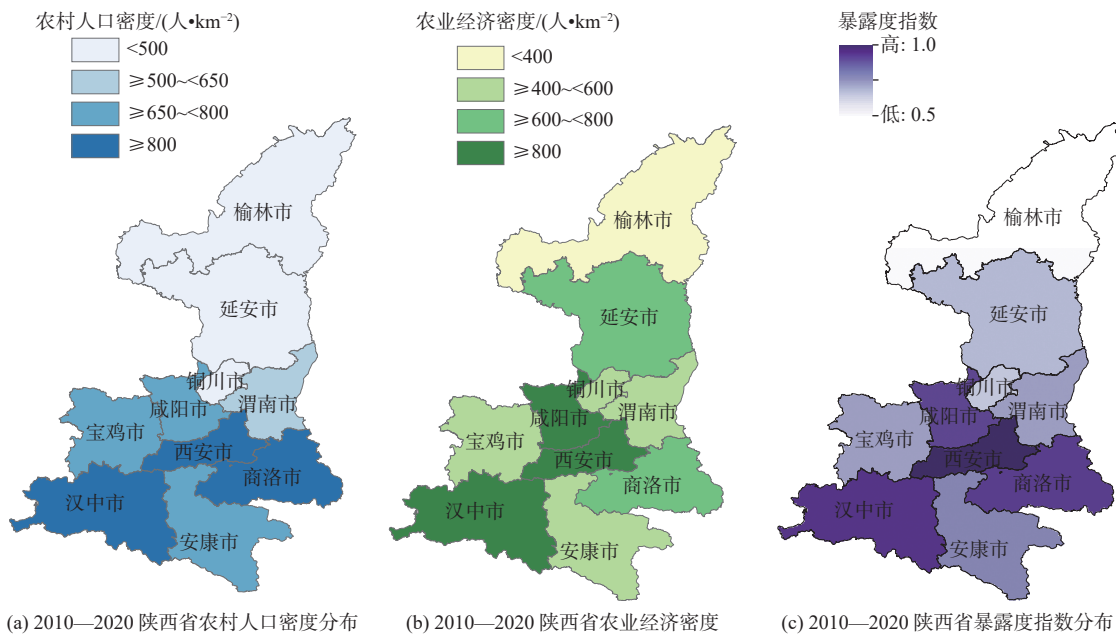 农村人口密度/(人•km⁻²)
<500
≥500~<650
≥650~<800
≥800
榆林市
延安市
铜川市
咸阳市
渭南市
宝鸡市
西安市
商洛市
汉中市
安康市
(a) 2010—2020 陕西省农村人口密度分布
农业经济密度/(人•km⁻²)
<400
≥400~<600
≥600~<800
≥800
榆林市
延安市
铜川市
咸阳市
渭南市
宝鸡市
西安市
商洛市
汉中市
安康市
(b) 2010—2020 陕西省农业经济密度
暴露度指数
高: 1.0
低: 0.5
榆林市
延安市
铜川市
咸阳市
渭南市
宝鸡市
西安市
商洛市
汉中市
安康市
(c) 2010—2020 陕西省暴露度指数分布